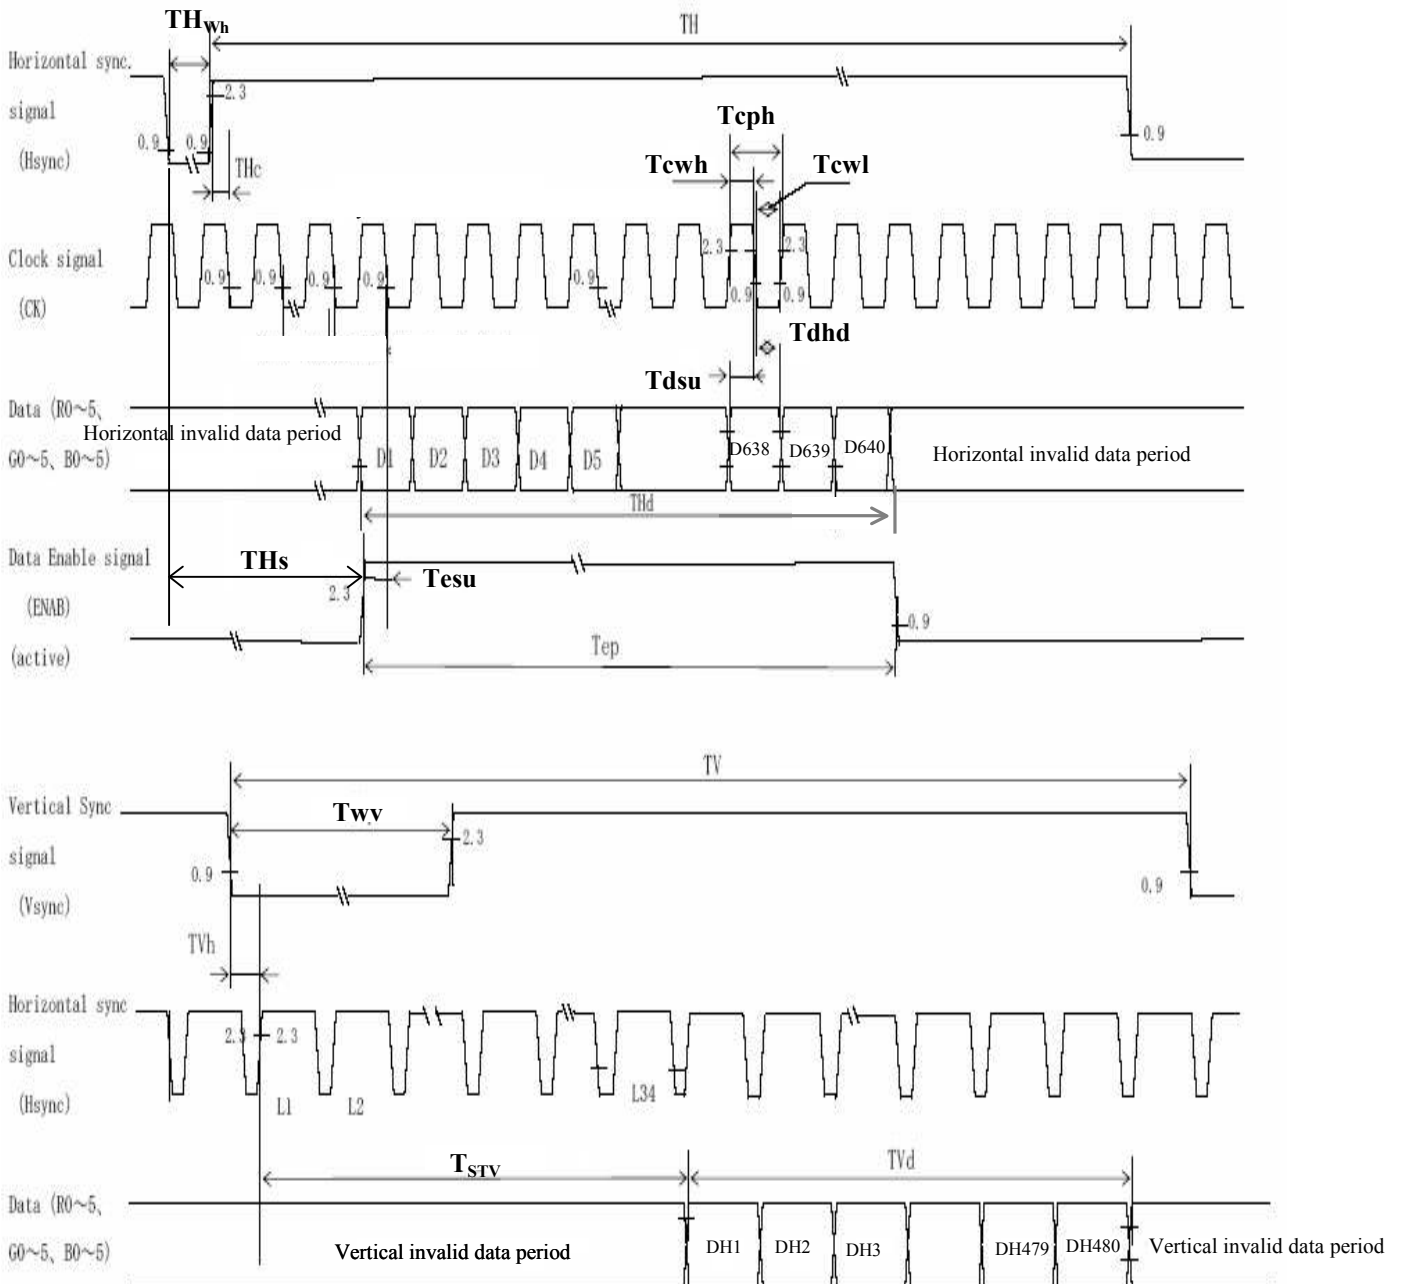 TH_Wh
TH
Horizontal sync.
signal
(Hsync)
2.3
0.9
0.9
0.9
THc
Tcph
Tcwh
Tcwl
Clock signal
(CK)
2.3
2.3
0.9
0.9
0.9
0.9
0.9
0.9
0.9
Tdhd
Tdsu
Data (R0～5、
G0～5、B0～5)
Horizontal invalid data period
D1
D2
D3
D4
D5
D638
D639
D640
Horizontal invalid data period
THd
Data Enable signal
(ENAB)
(active)
THs
2.3
Tesu
0.9
Tep
TV
Vertical Sync
signal
(Vsync)
Twv
2.3
0.9
0.9
TVh
Horizontal sync
signal
(Hsync)
2.3
2.3
L1
L2
L34
T_STV
TVd
Data (R0～5、
G0～5、B0～5)
Vertical invalid data period
DH1
DH2
DH3
DH479
DH480
Vertical invalid data period